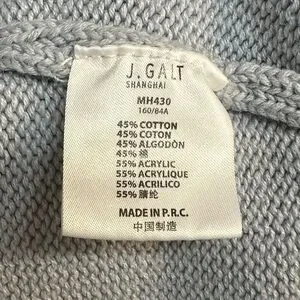 J. GALT
SHANGHAI
MH430
160/84A
45% COTTON
45% COTON
45% ALGODÓN
45% 棉
55% ACRYLIC
55% ACRYLIQUE
55% ACRILICO
55% 腈纶
MADE IN P.R.C.
中国制造